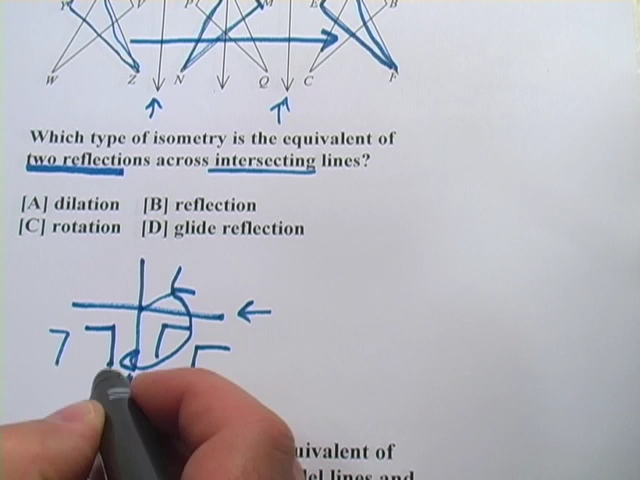 W Z N Q C F
Which type of isometry is the equivalent of
two reflections across intersecting lines?
[A] dilation [B] reflection
[C] rotation [D] glide reflection
uivalent of